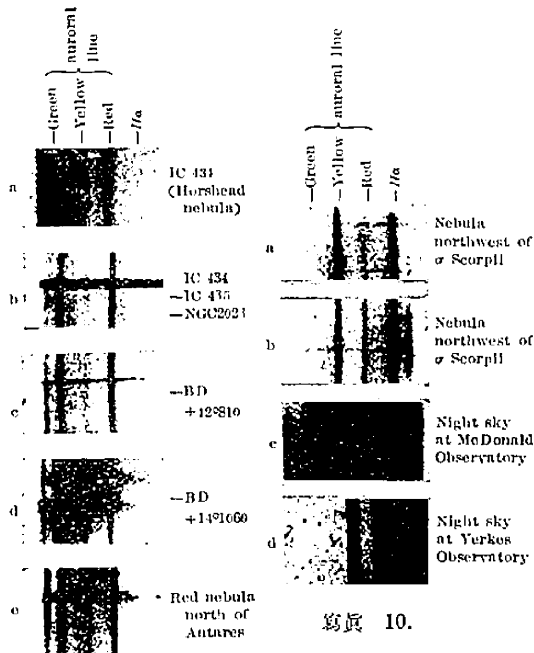 auroral line
Green
Yellow
Red
Hα
a
IC 434
(Horshead
nebula)
b
IC 434
IC 435
NGC2023
c
BD
+12°810
d
BD
+14°1060
e
Red nebula
north of
Antares
auroral line
Green
Yellow
Red
Hα
a
Nebula
northwest of
σ Scorpii
b
Nebula
northwest of
σ Scorpii
c
Night sky
at McDonald
Observatory
d
Night sky
at Yerkes
Observatory
寫眞 10.